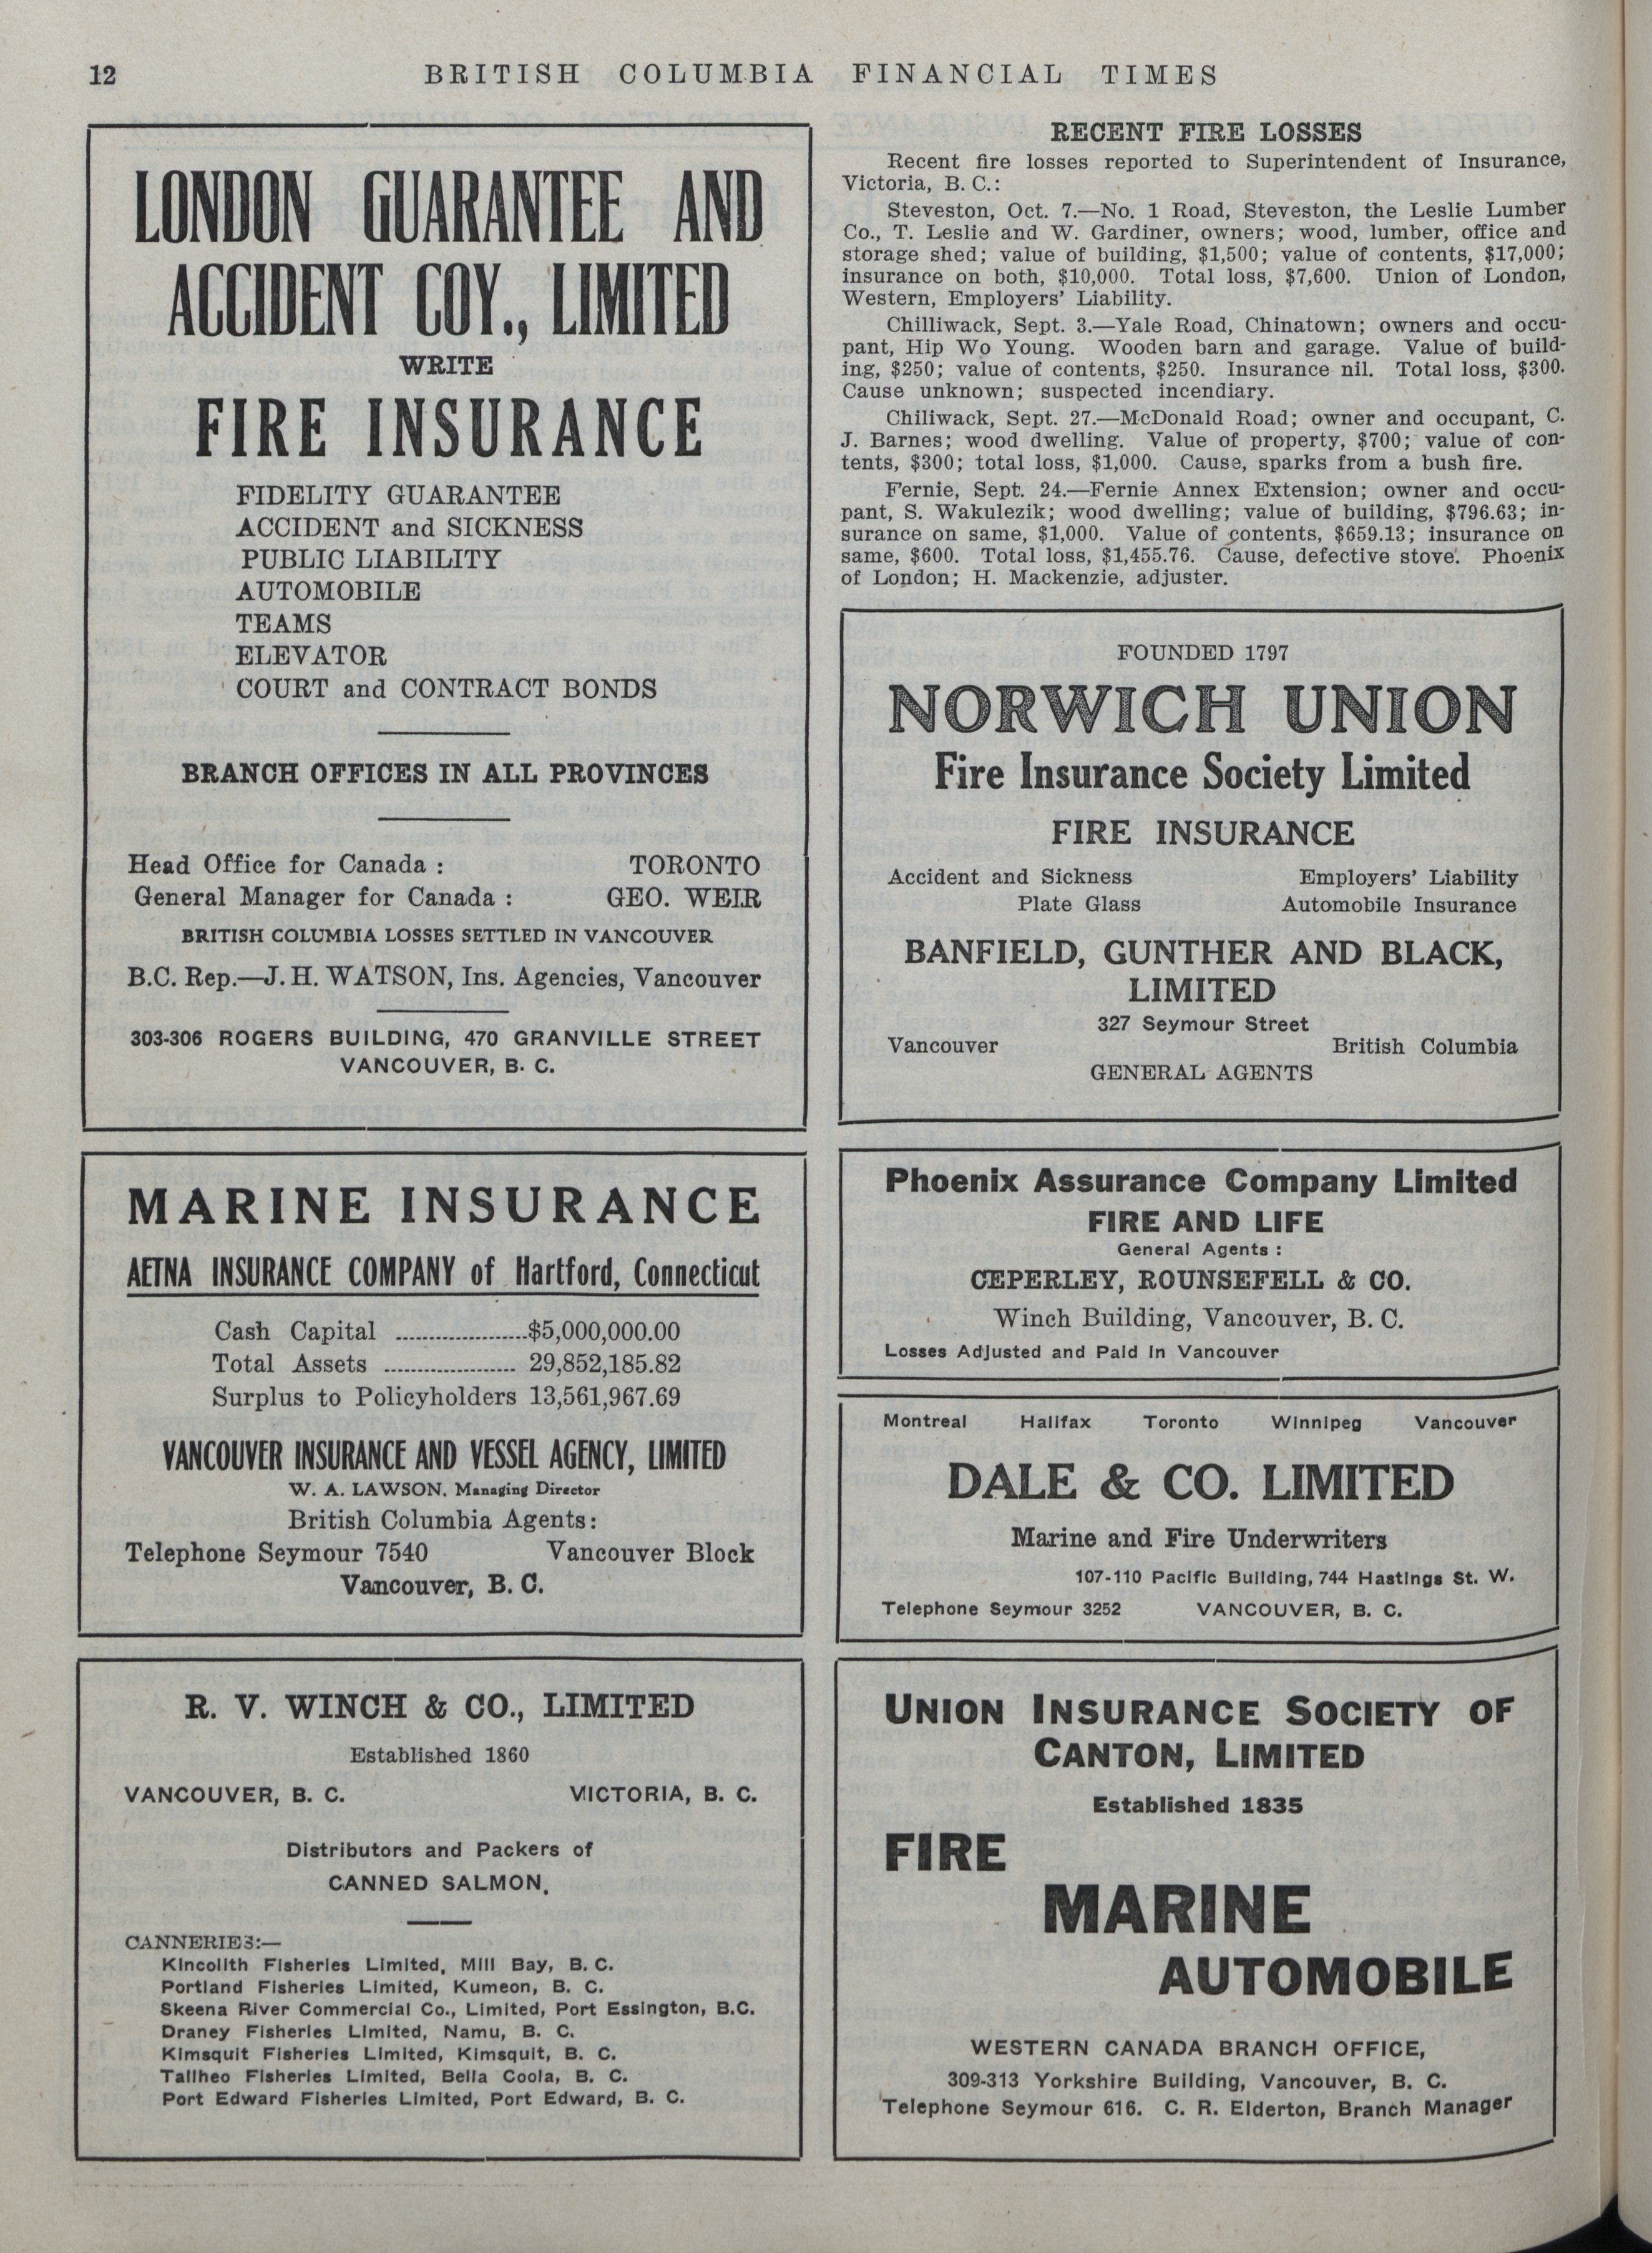 12
BRITISH COLUMBIA FINANCIAL TIMES
LONDON GUARANTEE AND
ACCIDENT COY., LIMITED
WRITE
FIRE INSURANCE
FIDELITY GUARANTEE
ACCIDENT and SICKNESS
PUBLIC LIABILITY
AUTOMOBILE
TEAMS
ELEVATOR
COURT and CONTRACT BONDS
BRANCH OFFICES IN ALL PROVINCES
Head Office for Canada : TORONTO
General Manager for Canada : GEO. WEIR
BRITISH COLUMBIA LOSSES SETTLED IN VANCOUVER
B.C. Rep.—J. H. WATSON, Ins. Agencies, Vancouver
303-306 ROGERS BUILDING, 470 GRANVILLE STREET
VANCOUVER, B. C.
MARINE INSURANCE
AETNA INSURANCE COMPANY of Hartford, Connecticut
Cash Capital ....................$5,000,000.00
Total Assets .................... 29,852,185.82
Surplus to Policyholders 13,561,967.69
VANCOUVER INSURANCE AND VESSEL AGENCY, LIMITED
W. A. LAWSON. Managing Director
British Columbia Agents:
Telephone Seymour 7540 Vancouver Block
Vancouver, B. C.
R. V. WINCH & CO., LIMITED
Established 1860
VANCOUVER, B. C. VICTORIA, B. C.
Distributors and Packers of
CANNED SALMON.
CANNERIES:—
Kincolith Fisheries Limited, Mill Bay, B. C.
Portland Fisheries Limited, Kumeon, B. C.
Skeena River Commercial Co., Limited, Port Essington, B.C.
Draney Fisheries Limited, Namu, B. C.
Kimsquit Fisheries Limited, Kimsquit, B. C.
Tallheo Fisheries Limited, Bella Coola, B. C.
Port Edward Fisheries Limited, Port Edward, B. C.
RECENT FIRE LOSSES
Recent fire losses reported to Superintendent of Insurance,
Victoria, B. C.:
Steveston, Oct. 7.—No. 1 Road, Steveston, the Leslie Lumber
Co., T. Leslie and W. Gardiner, owners; wood, lumber, office and
storage shed; value of building, $1,500; value of contents, $17,000;
insurance on both, $10,000. Total loss, $7,600. Union of London,
Western, Employers' Liability.
Chilliwack, Sept. 3.—Yale Road, Chinatown; owners and occu-
pant, Hip Wo Young. Wooden barn and garage. Value of build-
ing, $250; value of contents, $250. Insurance nil. Total loss, $300.
Cause unknown; suspected incendiary.
Chiliwack, Sept. 27.—McDonald Road; owner and occupant, C.
J. Barnes; wood dwelling. Value of property, $700; value of con-
tents, $300; total loss, $1,000. Cause, sparks from a bush fire.
Fernie, Sept. 24.—Fernie Annex Extension; owner and occu-
pant, S. Wakulezik; wood dwelling; value of building, $796.63; in-
surance on same, $1,000. Value of contents, $659.13; insurance on
same, $600. Total loss, $1,455.76. Cause, defective stove. Phoenix
of London; H. Mackenzie, adjuster.
FOUNDED 1797
NORWICH UNION
Fire Insurance Society Limited
FIRE INSURANCE
Accident and Sickness Employers' Liability
Plate Glass Automobile Insurance
BANFIELD, GUNTHER AND BLACK,
LIMITED
327 Seymour Street
Vancouver British Columbia
GENERAL AGENTS
Phoenix Assurance Company Limited
FIRE AND LIFE
General Agents :
CEPERLEY, ROUNSEFELL & CO.
Winch Building, Vancouver, B. C.
Losses Adjusted and Paid in Vancouver
Montreal Halifax Toronto Winnipeg Vancouver
DALE & CO. LIMITED
Marine and Fire Underwriters
107-110 Pacific Building, 744 Hastings St. W.
Telephone Seymour 3252 VANCOUVER, B. C.
UNION INSURANCE SOCIETY OF
CANTON, LIMITED
Established 1835
FIRE
MARINE
AUTOMOBILE
WESTERN CANADA BRANCH OFFICE,
309-313 Yorkshire Building, Vancouver, B. C.
Telephone Seymour 616. C. R. Elderton, Branch Manager